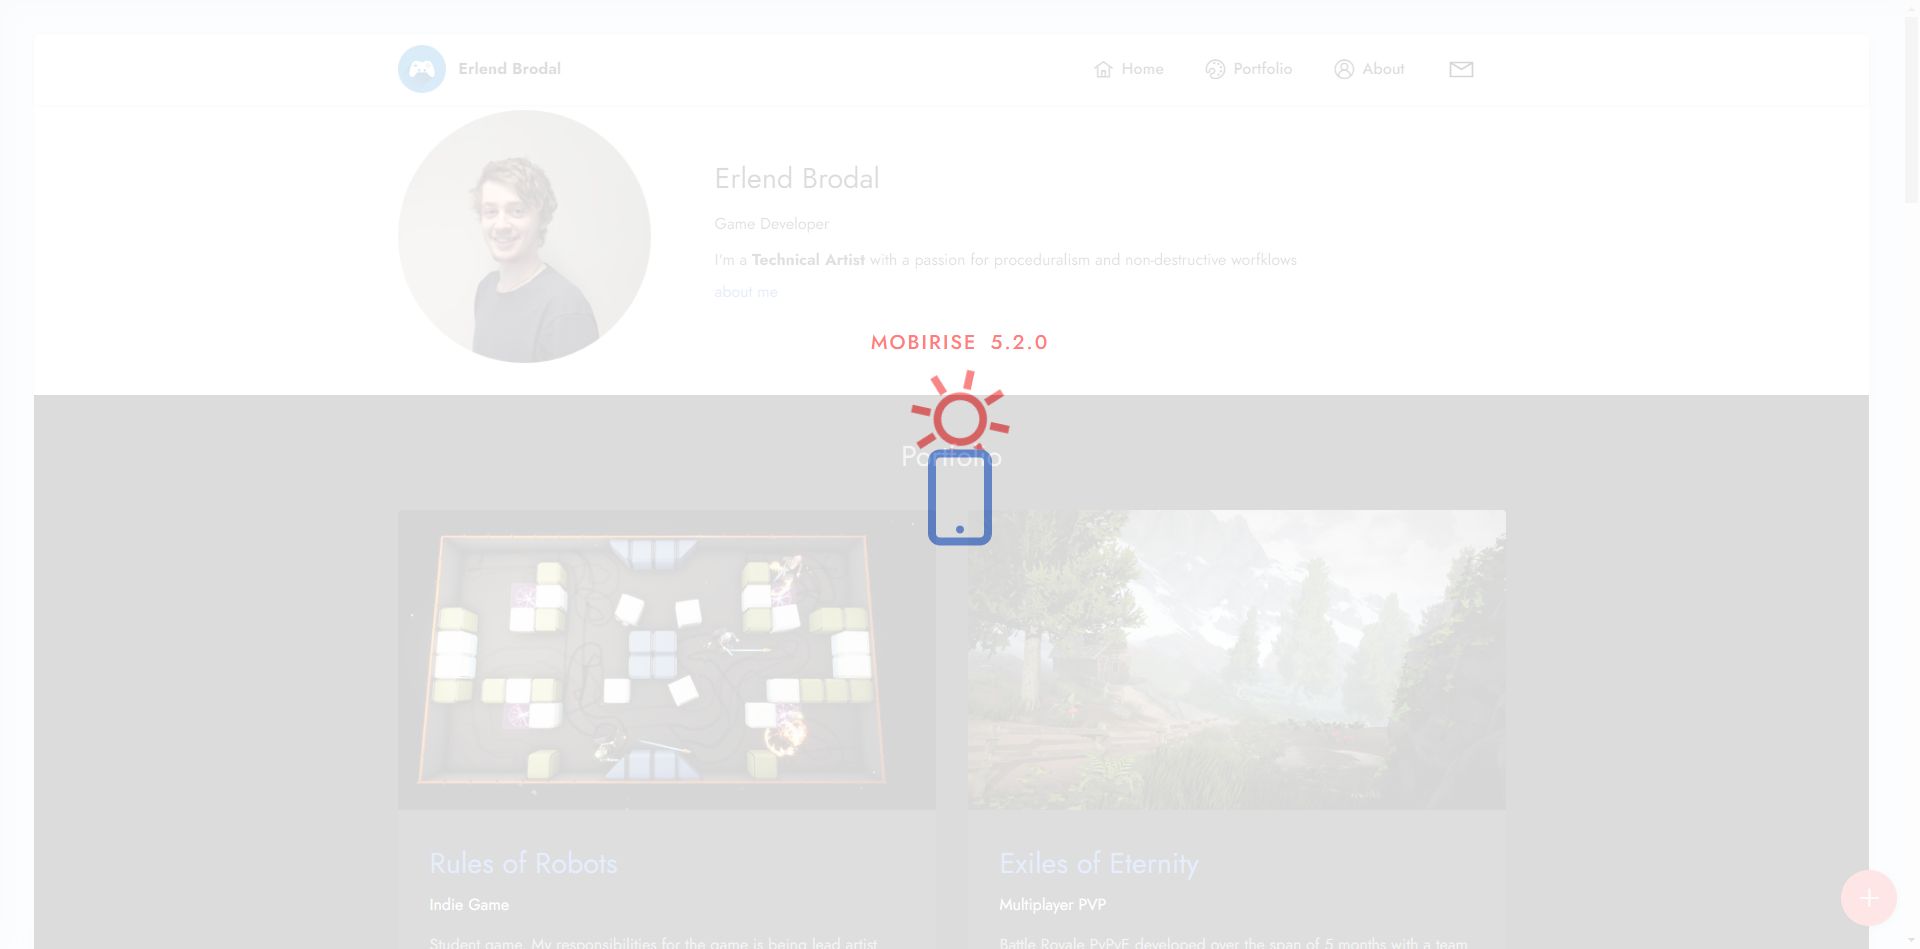 Erlend Brodal
Home
Portfolio
About
Erlend Brodal
Game Developer
I'm a Technical Artist with a passion for proceduralism and non-destructive worfklows
about me
MOBIRISE 5.2.0
Portfolio
Rules of Robots
Exiles of Eternity
Indie Game
Multiplayer PVP
Student game. My responsibilities for the game is being lead artist,
Battle Royale PvPvE developed over the span of 5 months with a team